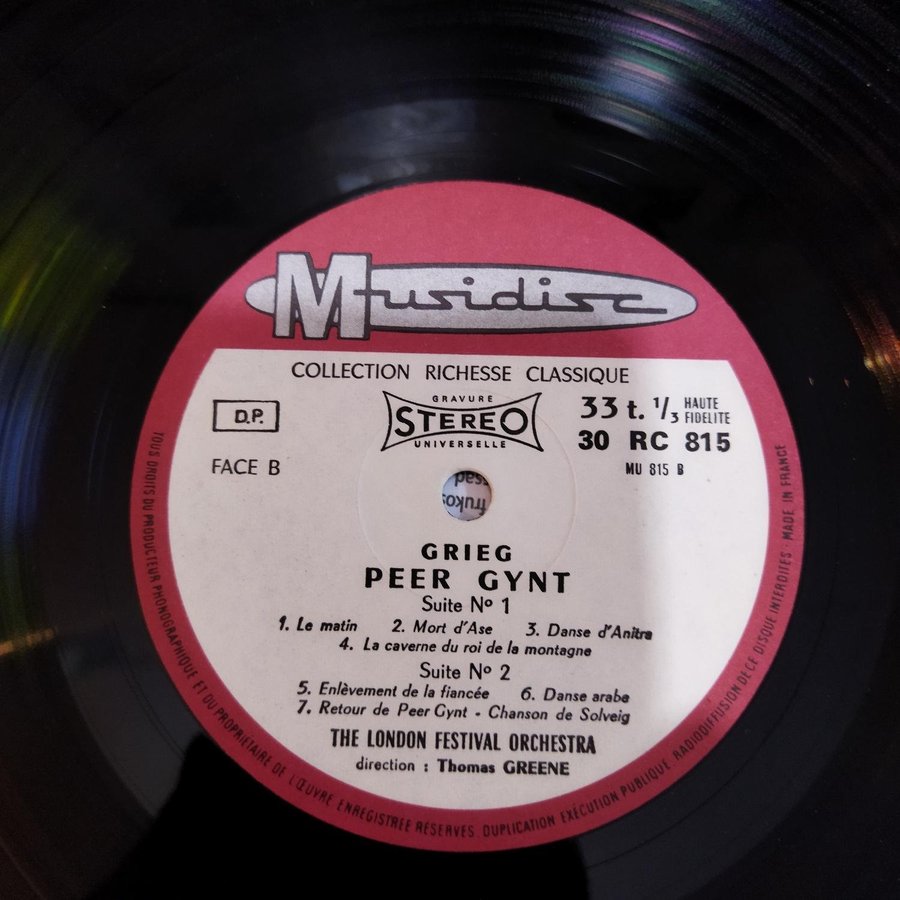 Musidisc
COLLECTION RICHESSE CLASSIQUE
D.P.
GRAVURE
STEREO
UNIVERSELLE
33 t. 1/3 HAUTE FIDELITE
30 RC 815
FACE B
MU 815 B
frukos
GRIEG
PEER GYNT
Suite Nº 1
1. Le matin 2. Mort d'Ase 3. Danse d'Anitra
4. La caverne du roi de la montagne
Suite Nº 2
5. Enlèvement de la fiancée 6. Danse arabe
7. Retour de Peer Gynt - Chanson de Solveig
THE LONDON FESTIVAL ORCHESTRA
direction : Thomas GREENE
TOUS DROITS DU PRODUCTEUR PHONOGRAPHIQUE ET DU PROPRIETAIRE DE L'ŒUVRE ENREGISTRÉE RÉSERVÉS. DUPLICATION EXÉCUTION PUBLIQUE, RADIODIFFUSION DE CE DISQUE INTERDITES · MADE IN FRANCE